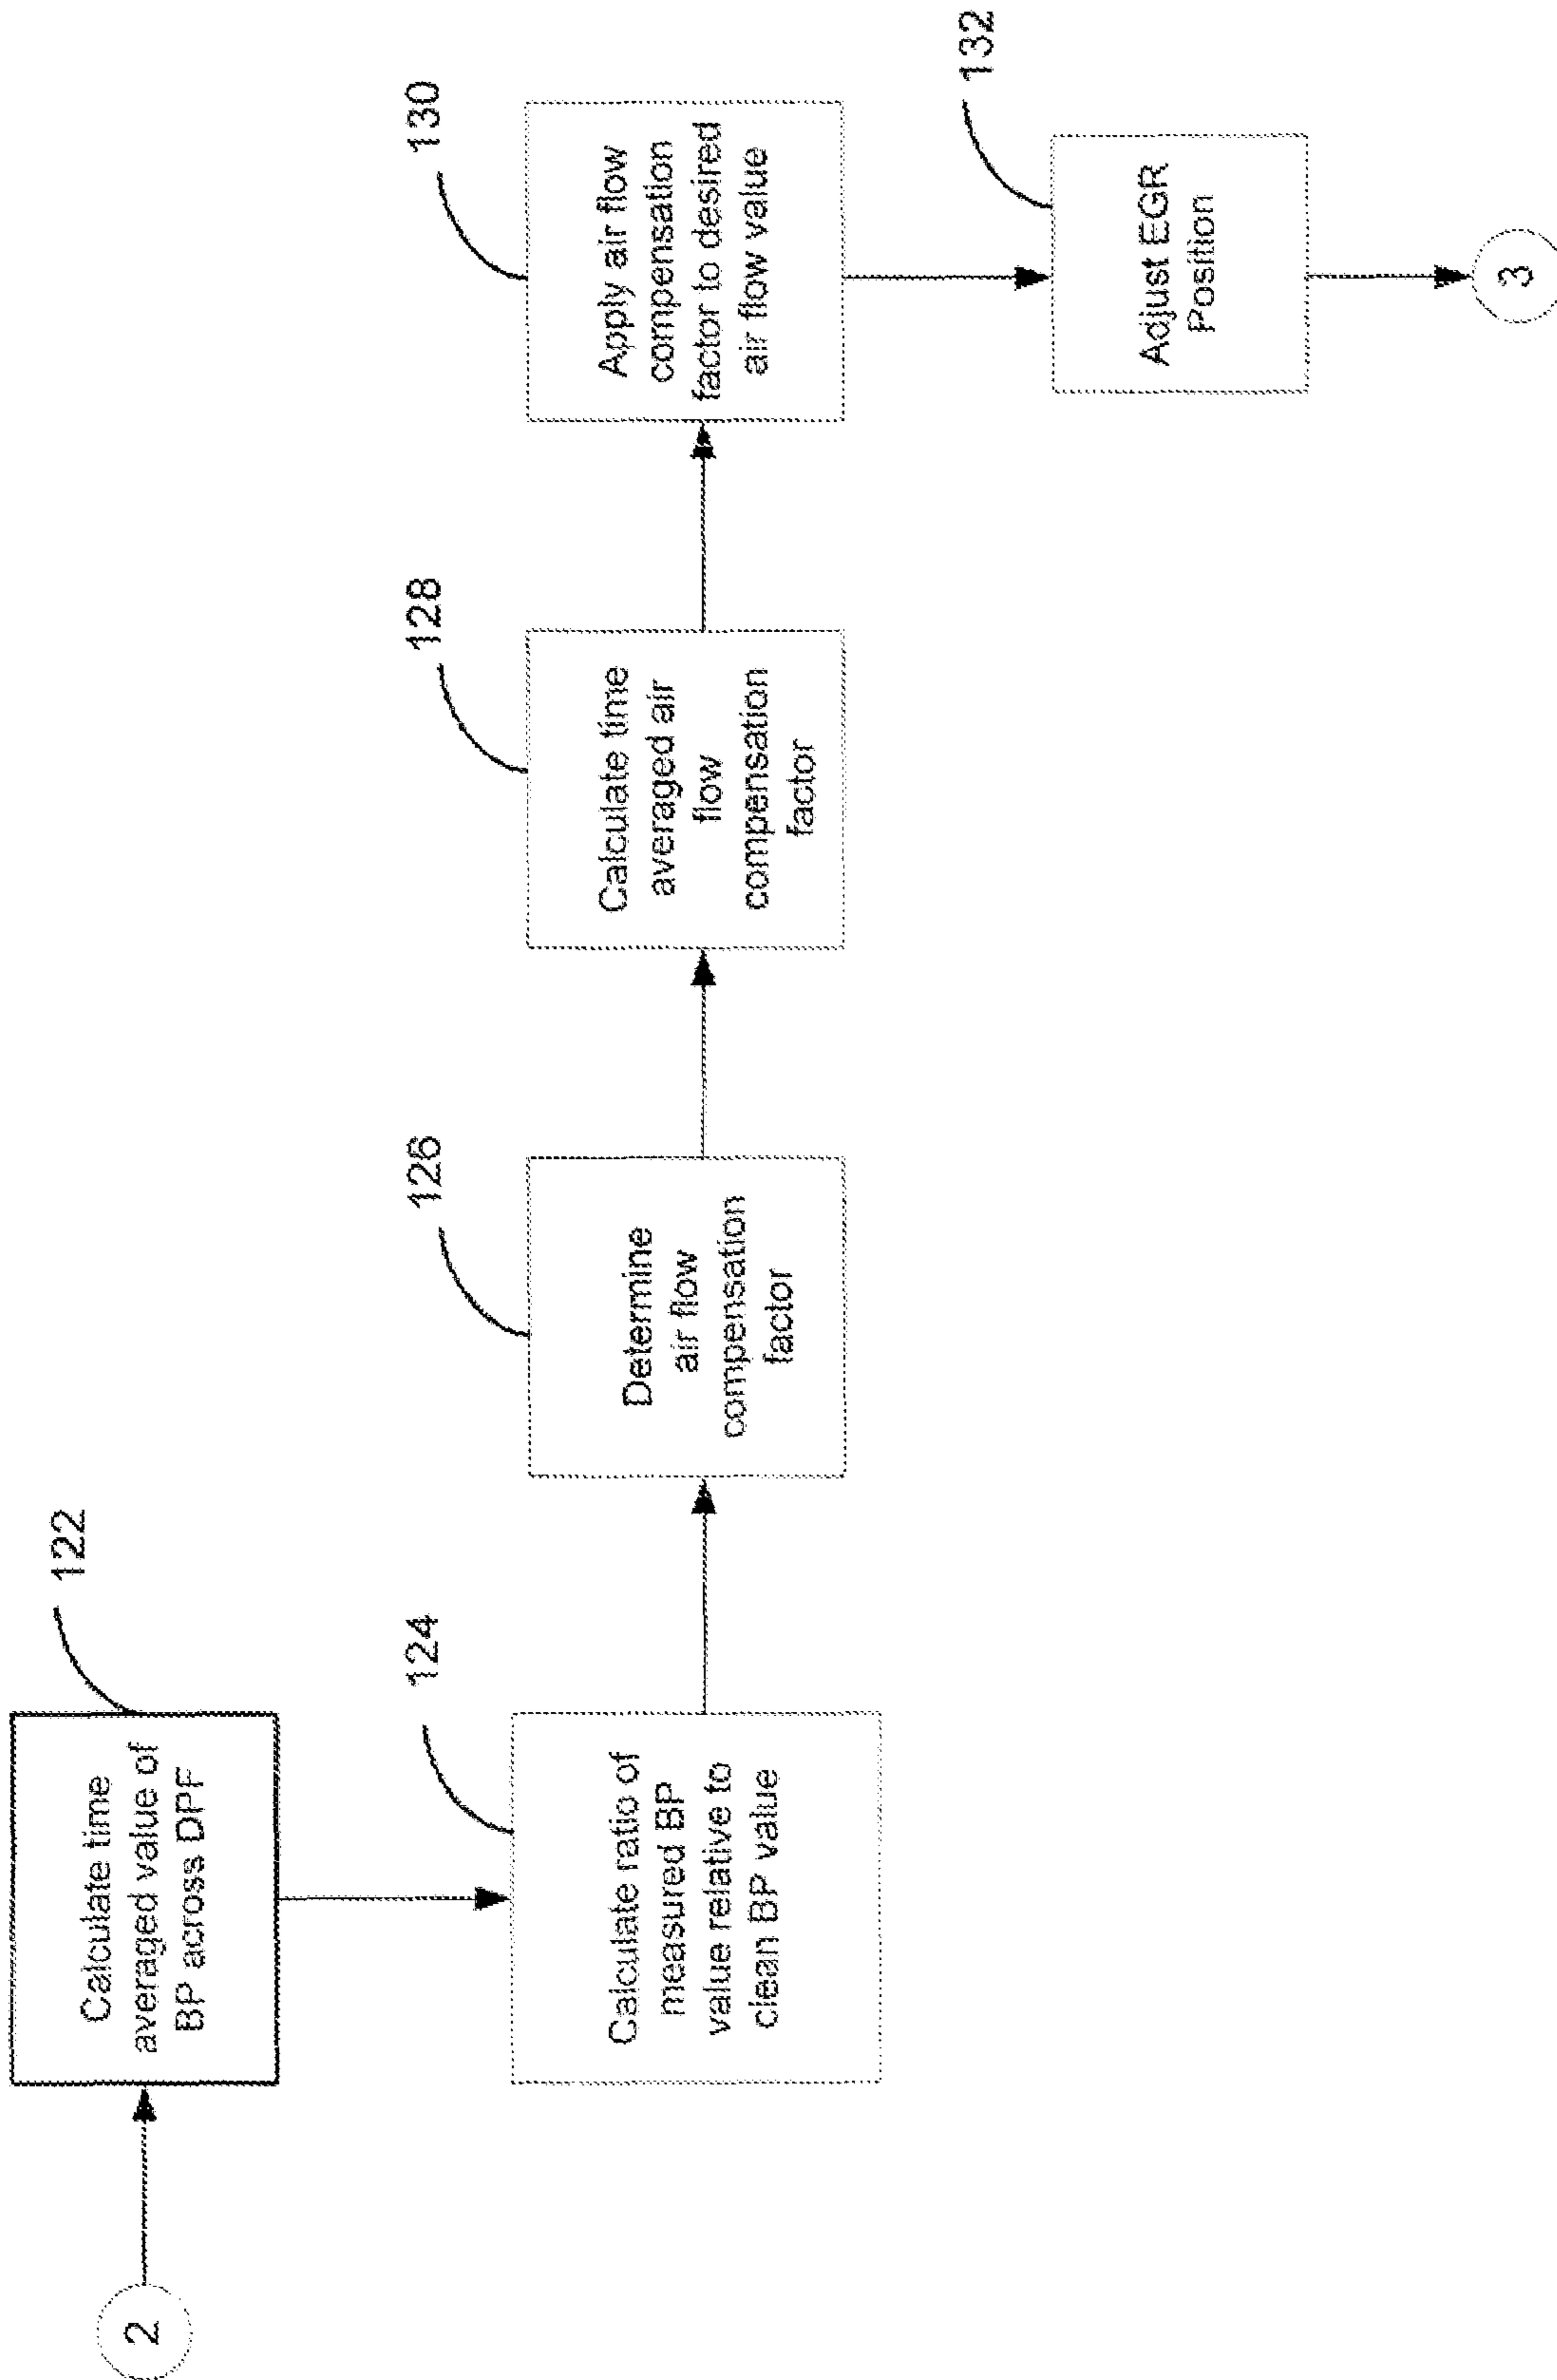 2
122
Calculate time
averaged value of
BP across DPF
124
Calculate ratio of
measured BP
value relative to
clean BP value
126
Determine
air flow
compensation
factor
128
Calculate time
averaged air
flow
compensation
factor
130
Apply air flow
compensation
factor to desired
air flow value
132
Adjust EGR
Position
3